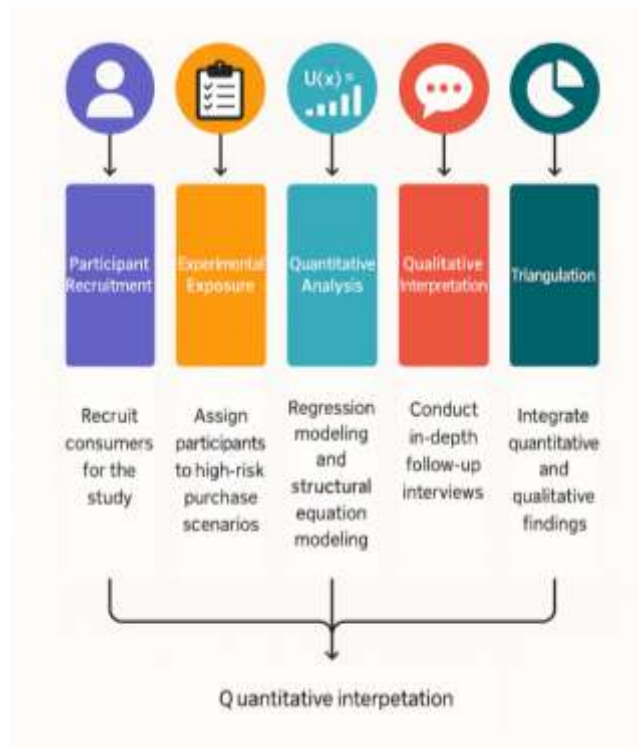 U(x) =
Participant
Recruitment
Experimental
Exposure
Quantitative
Analysis
Qualitative
Interpretation
Triangulation
Recruit
consumers
for the
study
Assign
participants
to high-risk
purchase
scenarios
Regression
modeling
and
structural
equation
modeling
Conduct
in-depth
follow-up
interviews
Integrate
quantitative
and
qualitative
findings
Q uantitative interpetation